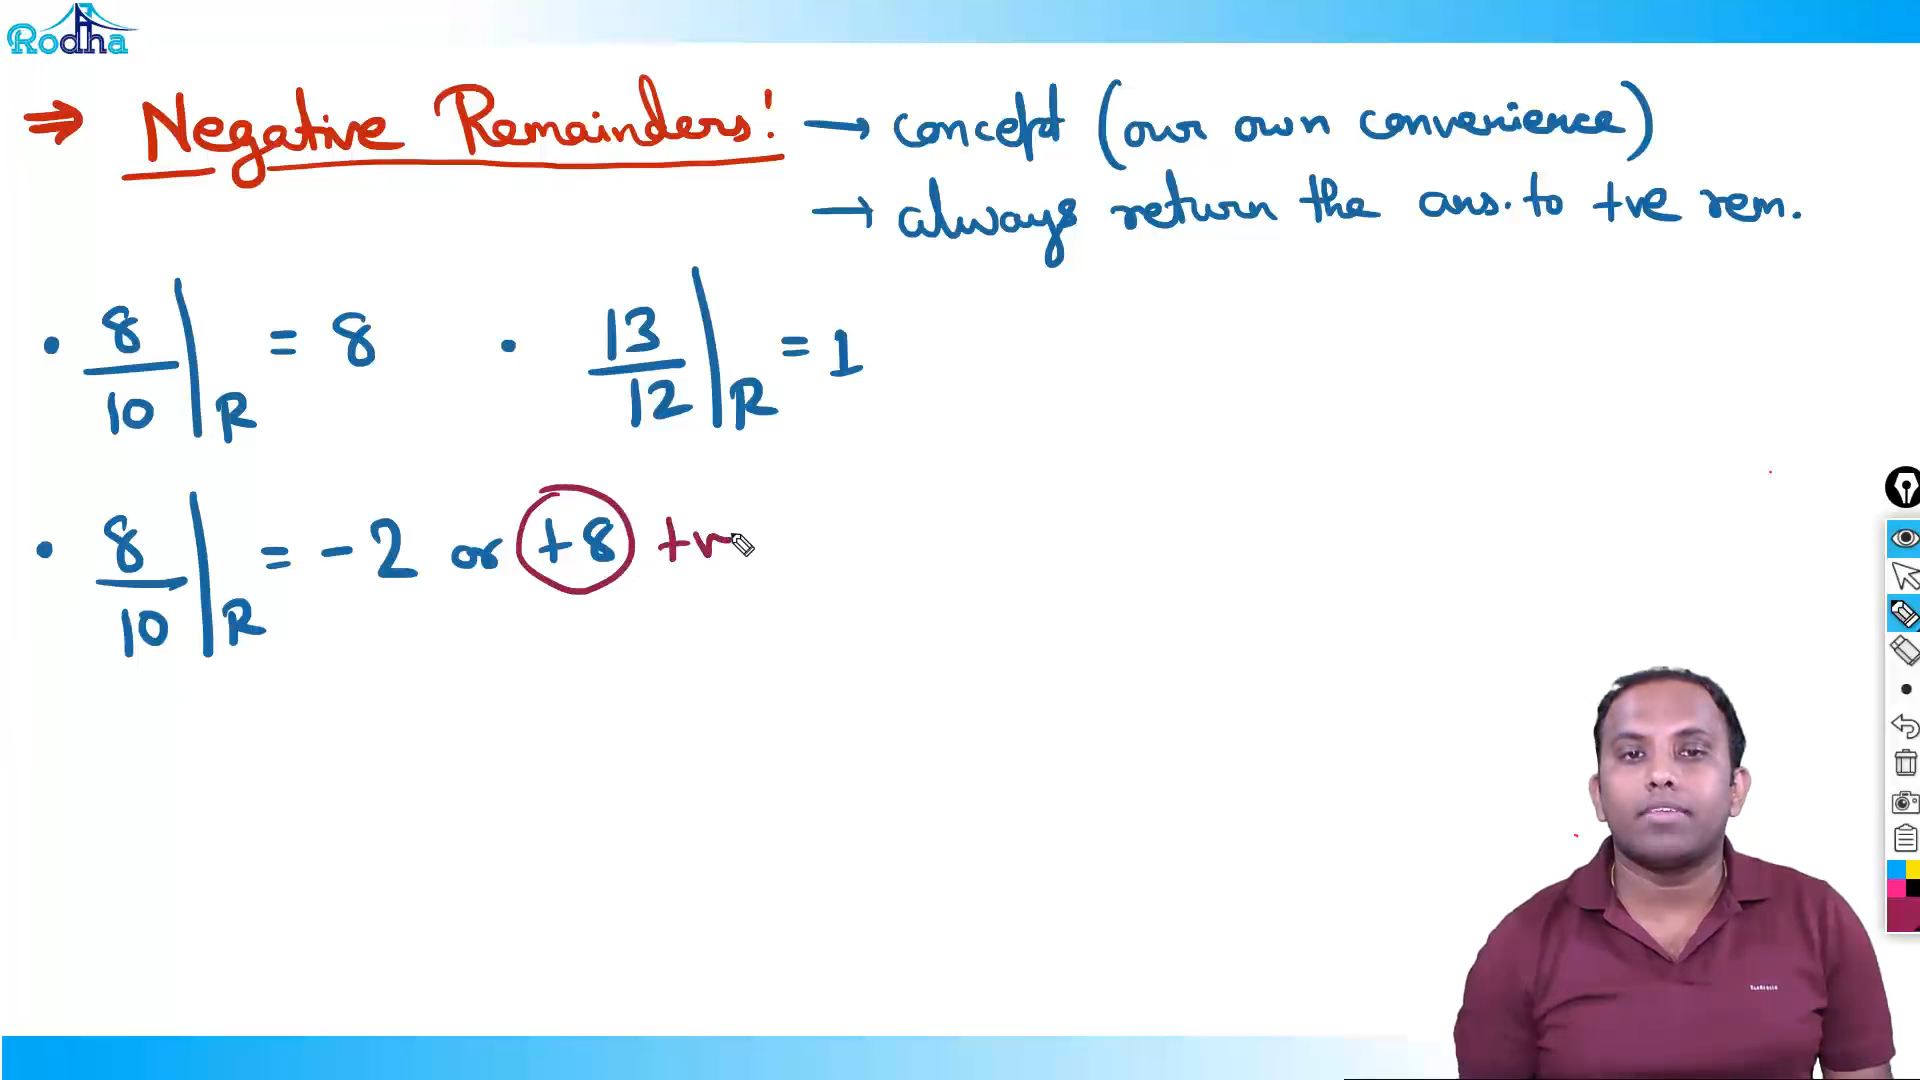 Rodha
⇒ Negative Remainders! → concept (our own convenience)
→ always return the ans. to +ve rem.
• 8/10 | R = 8 • 13/12 | R = 1
• 8/10 | R = -2 or +8 +v